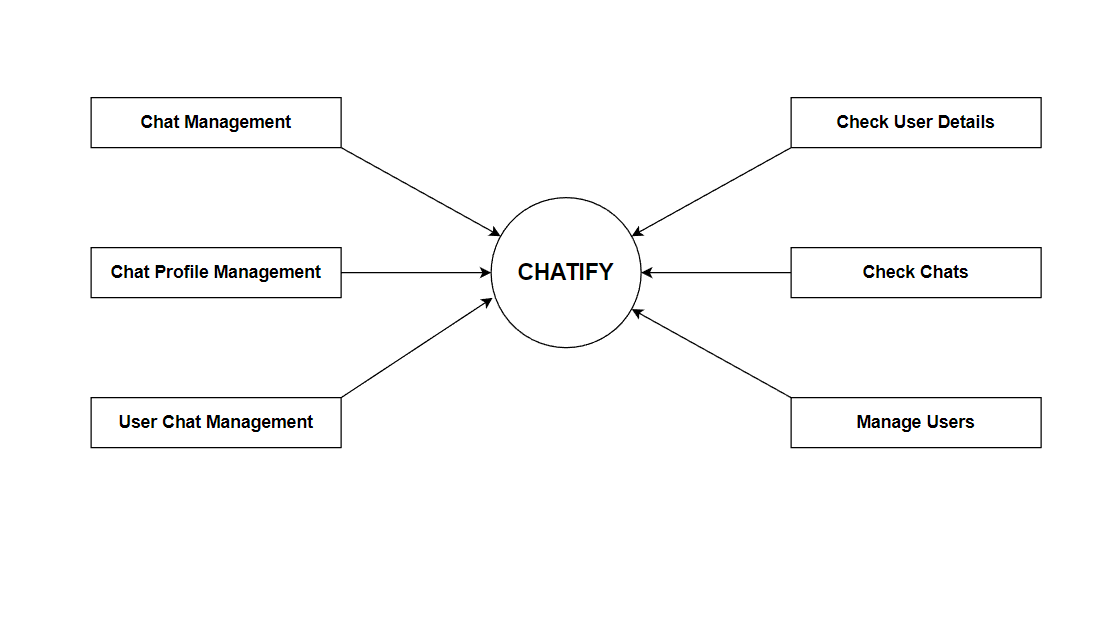 Chat Management
Check User Details
Chat Profile Management
CHATIFY
Check Chats
User Chat Management
Manage Users